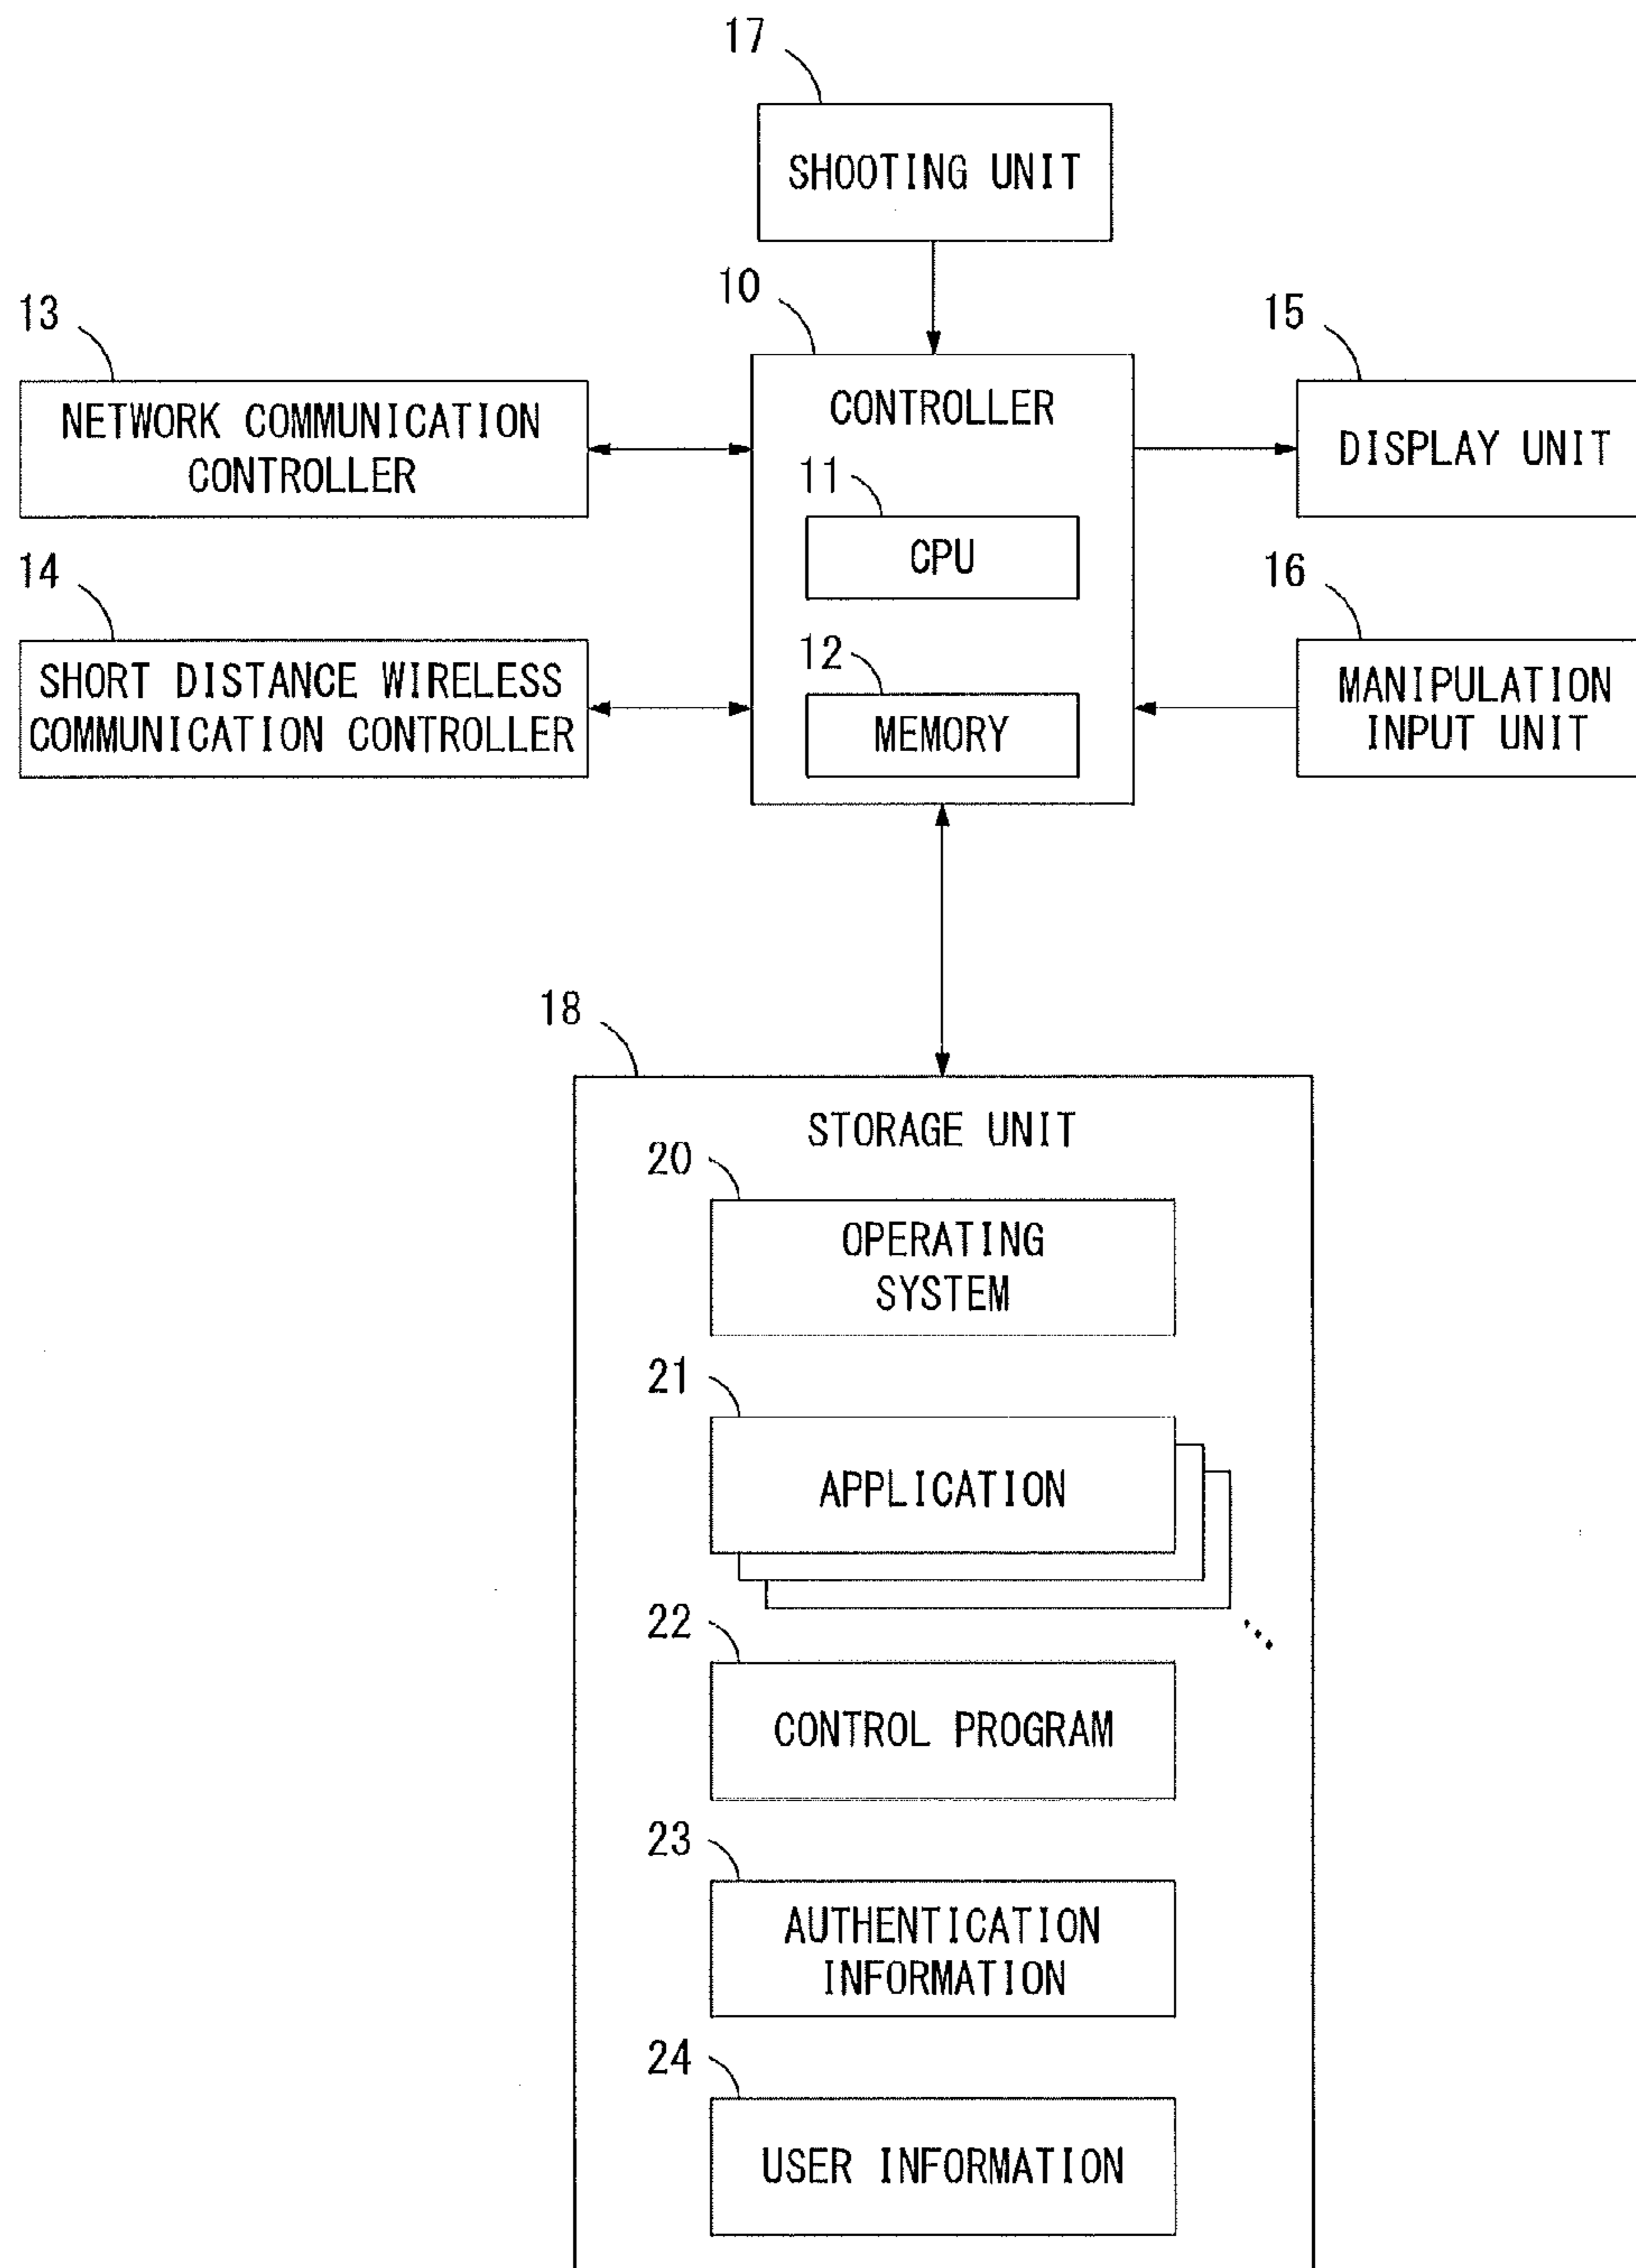 17
SHOOTING UNIT
10
13
15
CONTROLLER
NETWORK COMMUNICATION
CONTROLLER
DISPLAY UNIT
11
CPU
14
16
12
SHORT DISTANCE WIRELESS
COMMUNICATION CONTROLLER
MEMORY
MANIPULATION
INPUT UNIT
18
STORAGE UNIT
20
OPERATING
SYSTEM
21
APPLICATION
22
CONTROL PROGRAM
23
AUTHENTICATION
INFORMATION
24
USER INFORMATION